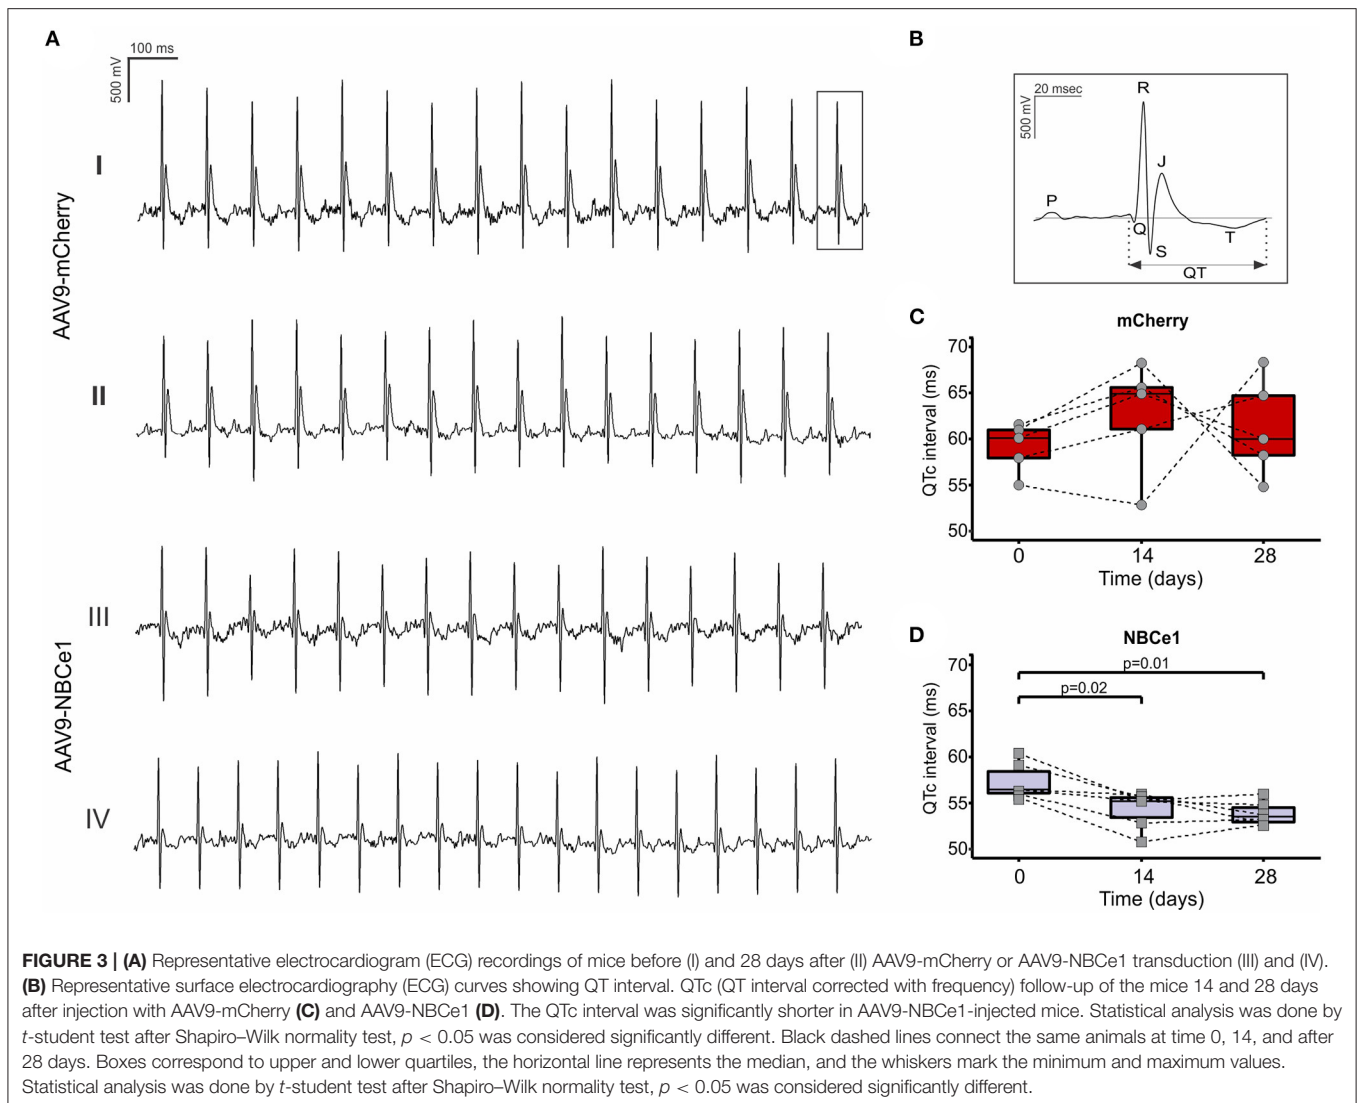 A
100 ms
500 mV
I
AAV9-mCherry
II
III
AAV9-NBCe1
IV
B
20 msec
500 mV
R
J
P
Q
S
T
QT
C
mCherry
QTc interval (ms)
70
65
60
55
50
0 14 28
Time (days)
D
NBCe1
p=0.01
p=0.02
QTc interval (ms)
70
65
60
55
50
0 14 28
Time (days)
FIGURE 3 | (A) Representative electrocardiogram (ECG) recordings of mice before (I) and 28 days after (II) AAV9-mCherry or AAV9-NBCe1 transduction (III) and (IV).
(B) Representative surface electrocardiography (ECG) curves showing QT interval. QTc (QT interval corrected with frequency) follow-up of the mice 14 and 28 days
after injection with AAV9-mCherry (C) and AAV9-NBCe1 (D). The QTc interval was significantly shorter in AAV9-NBCe1-injected mice. Statistical analysis was done by
t-student test after Shapiro–Wilk normality test, p < 0.05 was considered significantly different. Black dashed lines connect the same animals at time 0, 14, and after
28 days. Boxes correspond to upper and lower quartiles, the horizontal line represents the median, and the whiskers mark the minimum and maximum values.
Statistical analysis was done by t-student test after Shapiro–Wilk normality test, p < 0.05 was considered significantly different.